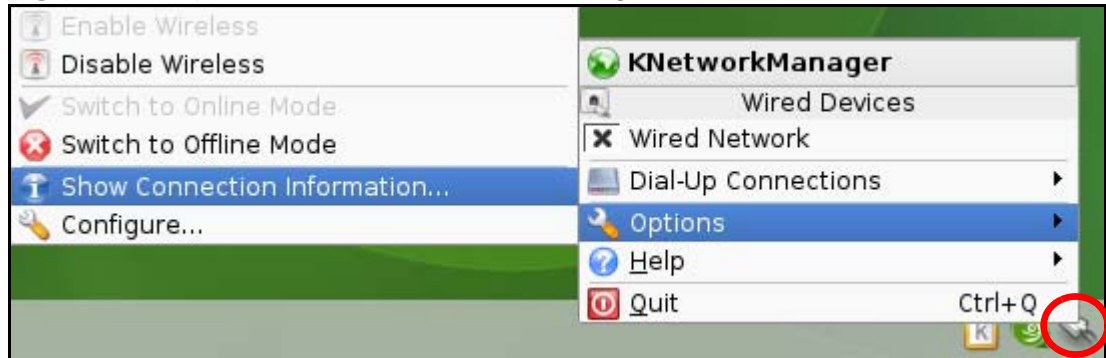 Enable Wireless
Disable Wireless
Switch to Online Mode
Switch to Offline Mode
Show Connection Information...
Configure...
KNetworkManager
Wired Devices
Wired Network
Dial-Up Connections
Options
Help
Quit Ctrl+Q
K